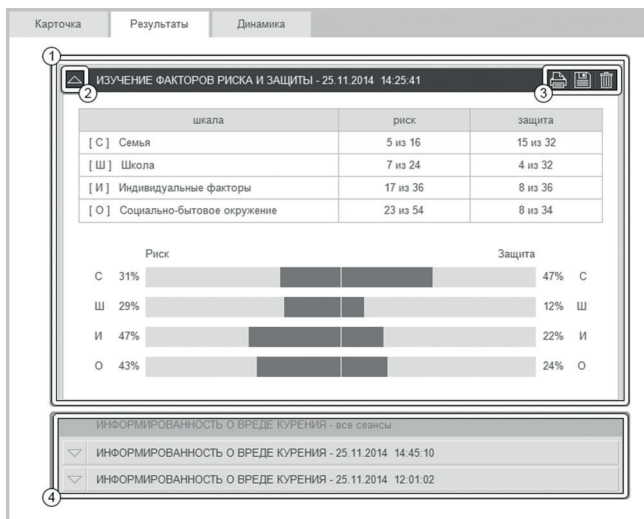 Карточка Результаты Динамика
1
2
ИЗУЧЕНИЕ ФАКТОРОВ РИСКА И ЗАЩИТЫ - 25.11.2014 14:25:41
3
шкала риск защита
[ С ] Семья 5 из 16 15 из 32
[ Ш ] Школа 7 из 24 4 из 32
[ И ] Индивидуальные факторы 17 из 36 8 из 36
[ О ] Социально-бытовое окружение 23 из 54 8 из 34
Риск Защита
С 31% 47% С
Ш 29% 12% Ш
И 47% 22% И
О 43% 24% О
ИНФОРМИРОВАННОСТЬ О ВРЕДЕ КУРЕНИЯ - все сеансы
ИНФОРМИРОВАННОСТЬ О ВРЕДЕ КУРЕНИЯ - 25.11.2014 14:45:10
ИНФОРМИРОВАННОСТЬ О ВРЕДЕ КУРЕНИЯ - 25.11.2014 12:01:02
4